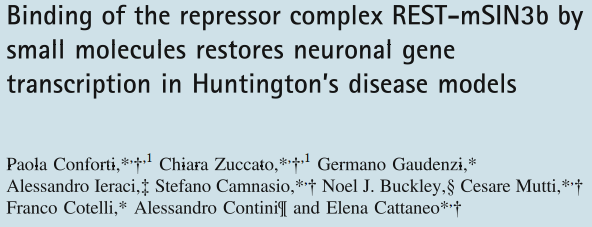 Binding of the repressor complex REST–mSIN3b by
small molecules restores neuronal gene
transcription in Huntington's disease models
Paola Conforti,*,†,1 Chiara Zuccato,*,†,1 Germano Gaudenzi,*
Alessandro Ieraci,‡ Stefano Camnasio,*,† Noel J. Buckley,§ Cesare Mutti,*,†
Franco Cotelli,* Alessandro Contini¶ and Elena Cattaneo*,†